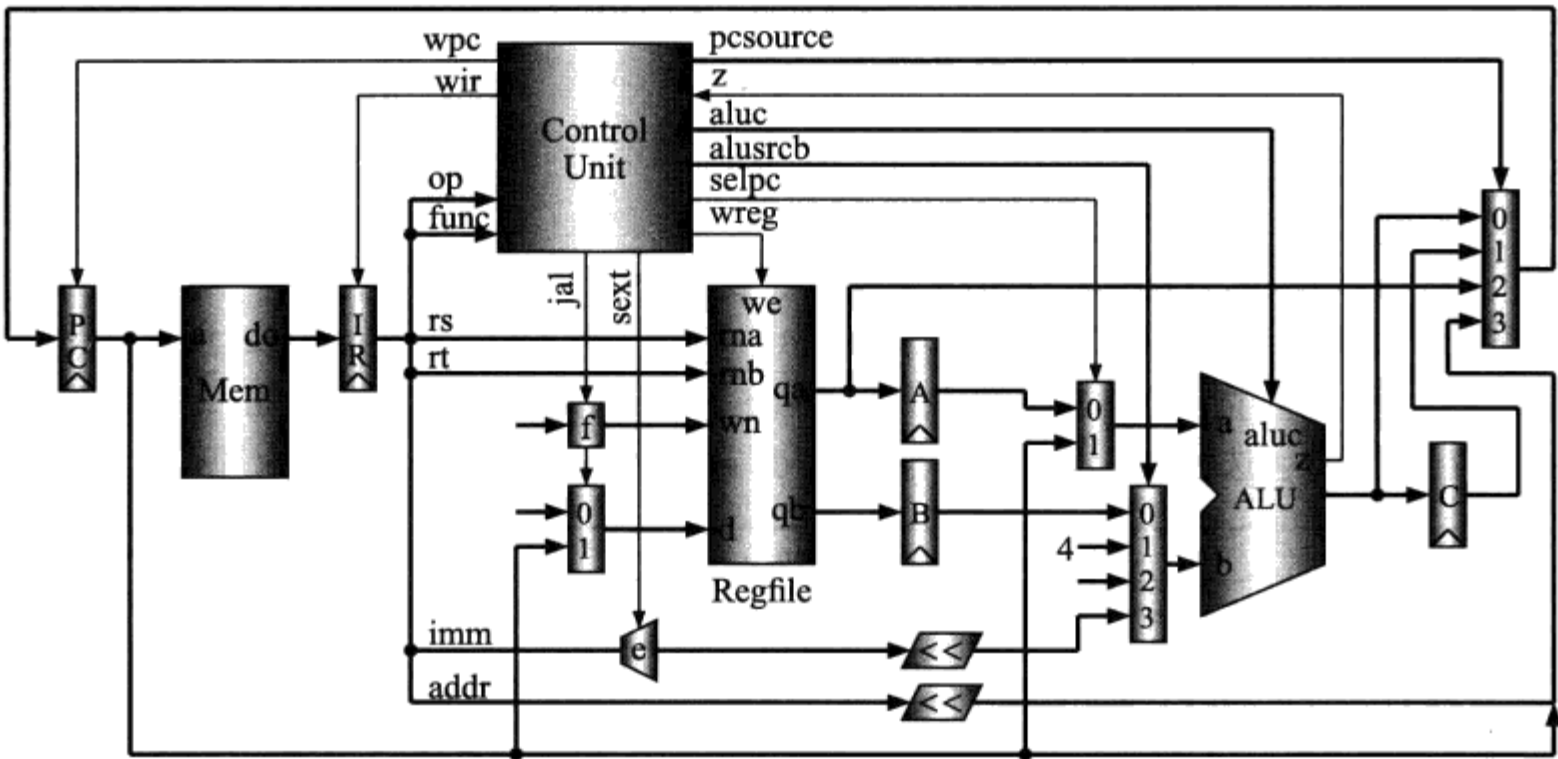 wpc
pcsource
wir
z
Control
Unit
aluc
alusrcb
op
selpc
func
wreg
jal
sext
0
1
2
3
P
C
a
do
Mem
I
R
rs
rt
we
rna
rnb
wn
d
qa
qb
Regfile
f
0
1
A
B
0
1
4
0
1
2
3
a
aluc
z
ALU
b
C
imm
e
<<
addr
<<